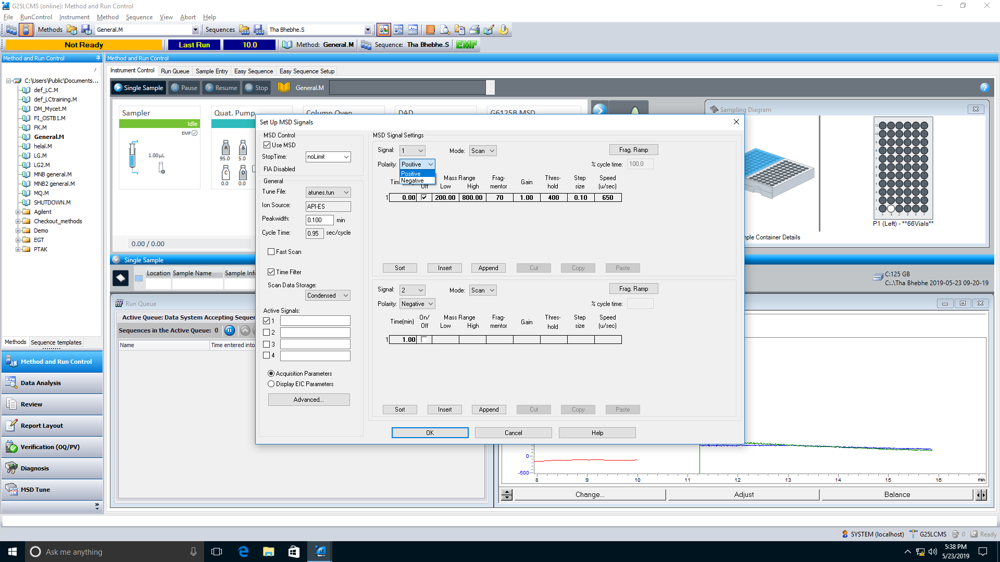 G25LCMS (online): Method and Run Control
File RunControl Instrument Method Sequence View Abort Help
Methods General.M Sequences Tha Bhebhe.S
Not Ready Last Run 10.0 Method: General.M Sequence: Tha Bhebhe.S EMF
Method and Run Control
Method and Run Control
Instrument Control Run Queue Sample Entry Easy Sequence Easy Sequence Setup
Single Sample Pause Resume Stop General.M
C:\Users\Public\Documents...
def_LC.M
def_LCtraining.M
DM_Mycet.M
FI_OSTB1.M
FK.M
General.M
helal.M
LG.M
LG2.M
MNB general.M
MNB2 general.M
MQ.M
SHUTDOWN.M
Agilent
Checkout_methods
Demo
EGT
PTAK
Methods Sequence templates
Method and Run Control
Data Analysis
Review
Report Layout
Verification (OQ/PV)
Diagnosis
MSD Tune
Sampler
Idle
EMF
1.00 µL
Quat. Pump
A B
95.0 5.0
C D
0.0 0.0
Column Oven
DAD
G6125B MSD
0.00 / 0.00
Single Sample
Location Sample Name Sample Info
Run Queue
Active Queue: Data System Accepting Sequen
Sequences in the Active Queue: 0
Name Time entered into
Set Up MSD Signals
MSD Control
Use MSD
StopTime: noLimit
FIA Disabled
General
Tune File: atunes.tun
Ion Source: API-ES
Peakwidth: 0.100 min
Cycle Time: 0.95 sec/cycle
Fast Scan
Time Filter
Scan Data Storage:
Condensed
Active Signals:
1
2
3
4
Acquisition Parameters
Display EIC Parameters
Advanced...
MSD Signal Settings
Signal: 1 Mode: Scan Frag. Ramp
Polarity: Positive % cycle time: 100.0
Positive
Negative
Mass Range Frag- Thres- Step Speed
Off Low High mentor Gain hold size (u/sec)
1 0.00 200.00 800.00 70 1.00 400 0.10 650
Sort Insert Append Cut Copy Paste
Signal: 2 Mode: Scan Frag. Ramp
Polarity: Negative % cycle time:
Time(min) On/ Mass Range Frag- Gain Thres- Step Speed
Off Low High mentor hold size (u/sec)
1 1.00
Sort Insert Append Cut Copy Paste
OK Cancel Help
Sampling Diagram
11
2
1
A B C D E F
P1 (Left) - **66Vials**
mple Container Details
C:125 GB
C:..\Tha Bhebhe 2019-05-23 09-20-19
0
-500
8 9 10 11 12 13 14 15 16 min
Change... Adjust Balance
SYSTEM (localhost) G25LCMS 0 Ready
Ask me anything
5:38 PM
5/23/2019